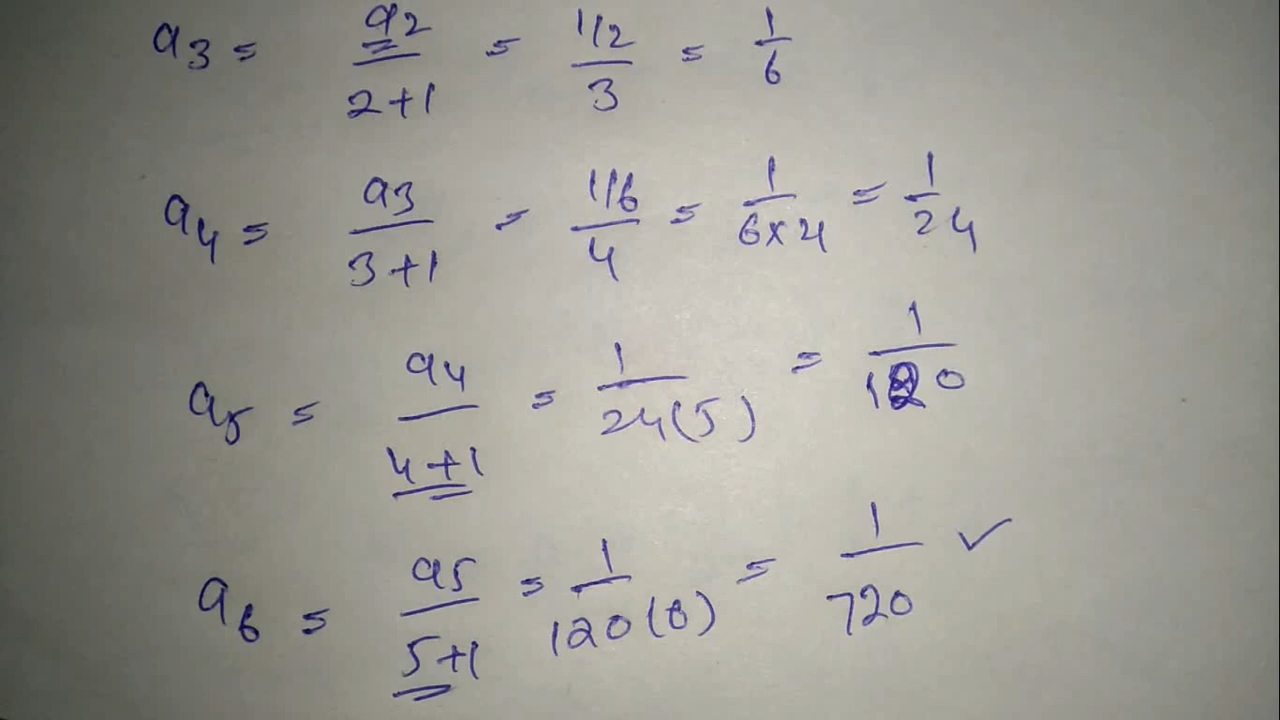 a3 = a2/(2+1) = (1/2)/3 = 1/6
a4 = a3/(3+1) = (1/6)/4 = 1/(6×4) = 1/24
a5 = a4/(4+1) = 1/(24(5)) = 1/120
a6 = a5/(5+1) = 1/(120(6)) = 1/720 ✓